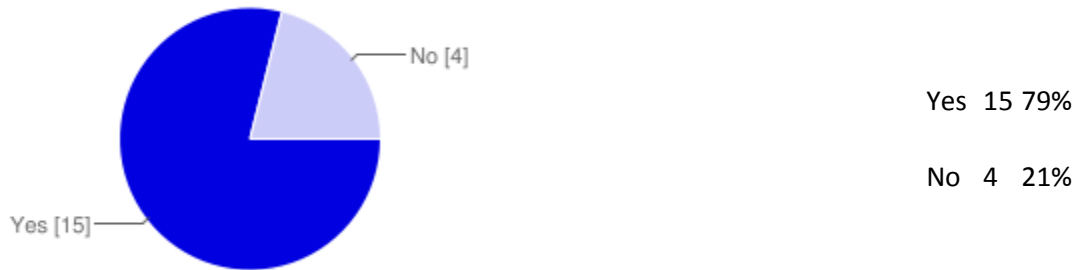 No [4]
Yes 15 79%
No 4 21%
Yes [15]